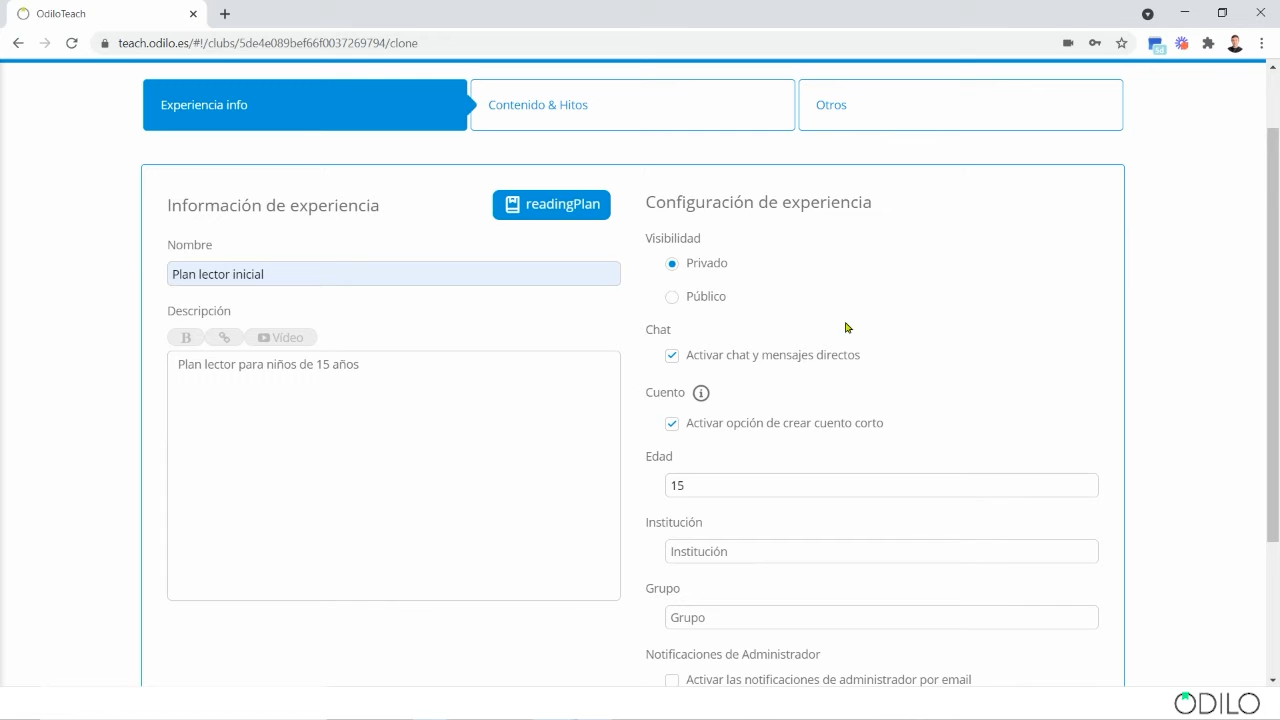 OdiloTeach
teach.odilo.es/#!/clubs/5de4e089bef66f0037269794/clone
Experiencia info
Contenido & Hitos
Otros
Información de experiencia
readingPlan
Nombre
Plan lector inicial
Descripción
B
Vídeo
Plan lector para niños de 15 años
Configuración de experiencia
Visibilidad
Privado
Público
Chat
Activar chat y mensajes directos
Cuento
Activar opción de crear cuento corto
Edad
15
Institución
Institución
Grupo
Grupo
Notificaciones de Administrador
Activar las notificaciones de administrador por email
ODILO